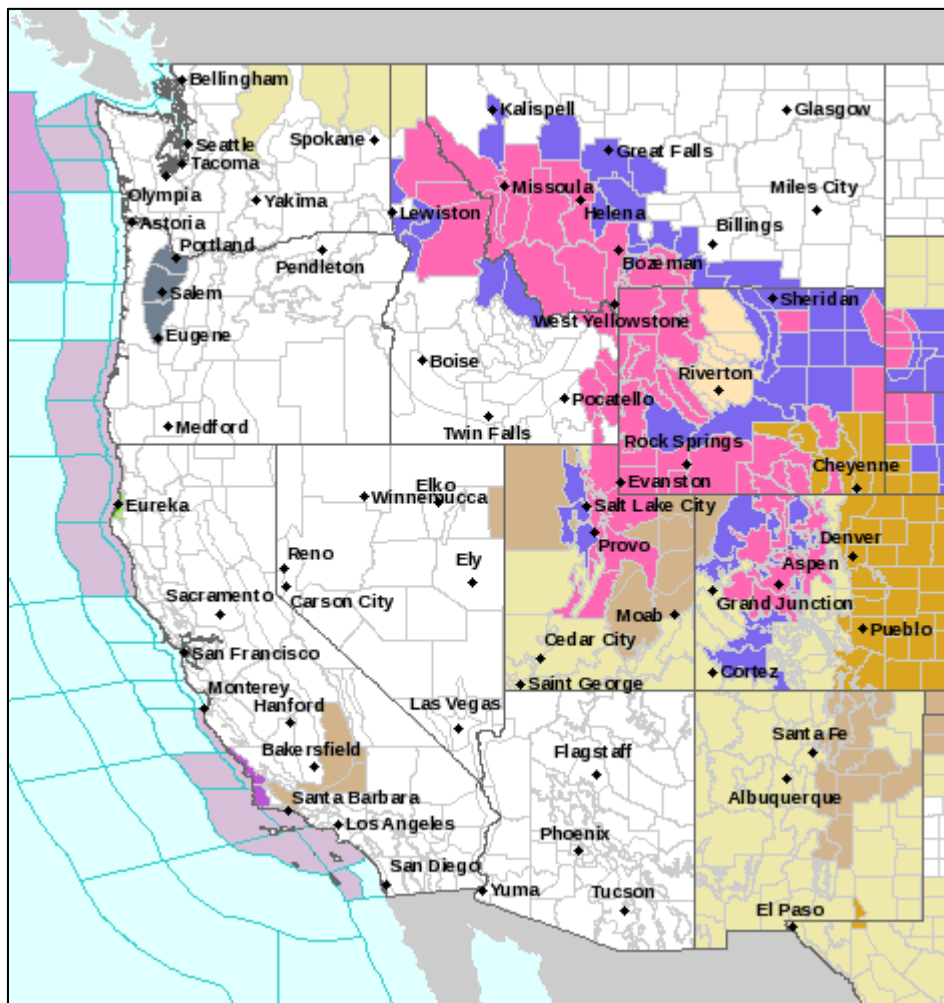 Bellingham
Kalispell
Glasgow
Seattle
Spokane
Great Falls
Tacoma
Missoula
Miles City
Olympia
Yakima
Helena
Astoria
Lewiston
Billings
Portland
Pendleton
Bozeman
Salem
Sheridan
West Yellowstone
Eugene
Boise
Riverton
Pocatello
Medford
Twin Falls
Rock Springs
Cheyenne
Elko
Evanston
Winnemucca
Eureka
Salt Lake City
Reno
Provo
Denver
Ely
Aspen
Sacramento
Carson City
Grand Junction
Moab
Pueblo
San Francisco
Cedar City
Cortez
Saint George
Monterey
Hanford
Las Vegas
Santa Fe
Bakersfield
Flagstaff
Albuquerque
Santa Barbara
Los Angeles
Phoenix
San Diego
Yuma
Tucson
El Paso